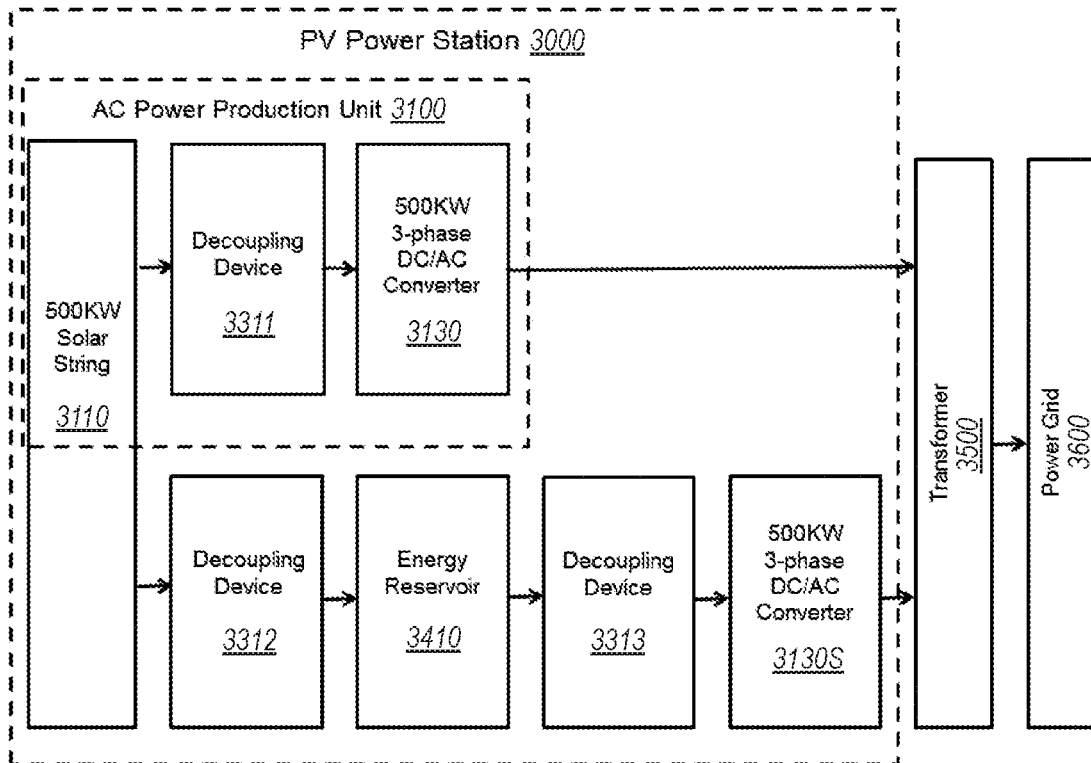 PV Power Station 3000
AC Power Production Unit 3100
500KW
Solar
String
3110
Decoupling
Device
3311
500KW
3-phase
DC/AC
Converter
3130
Decoupling
Device
3312
Energy
Reservoir
3410
Decoupling
Device
3313
500KW
3-phase
DC/AC
Converter
3130S
Transformer
3500
Power Grid
3600